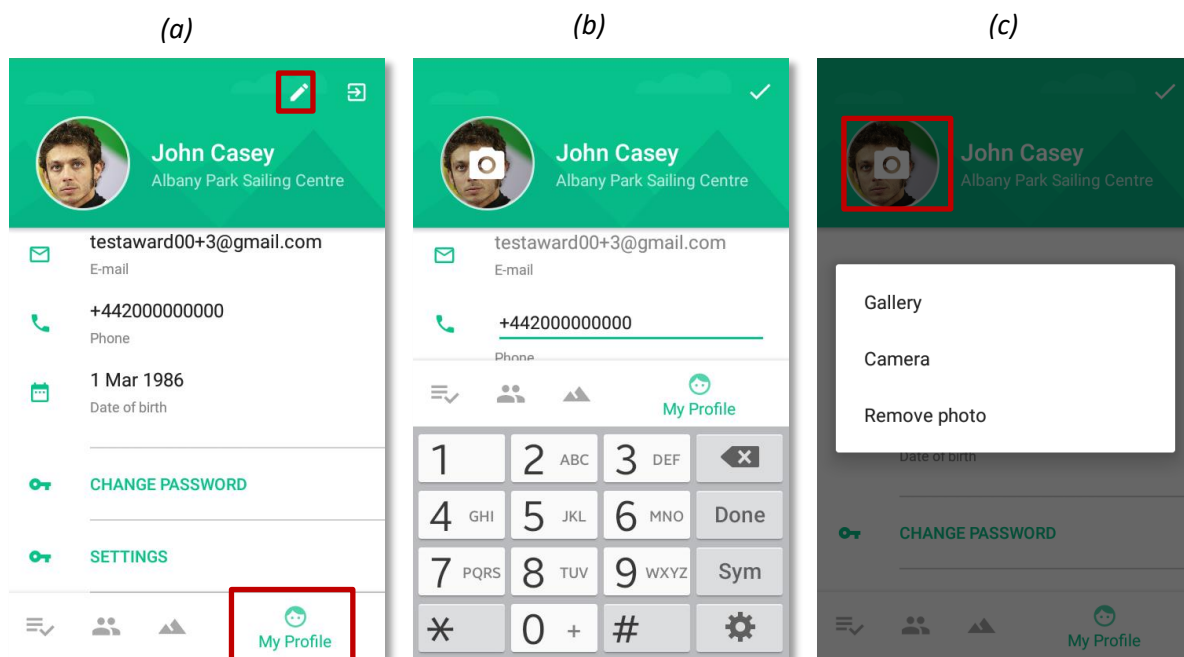 (a)
John Casey
Albany Park Sailing Centre
testaward00+3@gmail.com
E-mail
+442000000000
Phone
1 Mar 1986
Date of birth
CHANGE PASSWORD
SETTINGS
My Profile
(b)
John Casey
Albany Park Sailing Centre
testaward00+3@gmail.com
E-mail
+442000000000
Phone
My Profile
1 2 ABC 3 DEF
4 GHI 5 JKL 6 MNO Done
7 PQRS 8 TUV 9 WXYZ Sym
* 0 + #
(c)
John Casey
Albany Park Sailing Centre
Gallery
Camera
Remove photo
Date of birth
CHANGE PASSWORD
My Profile